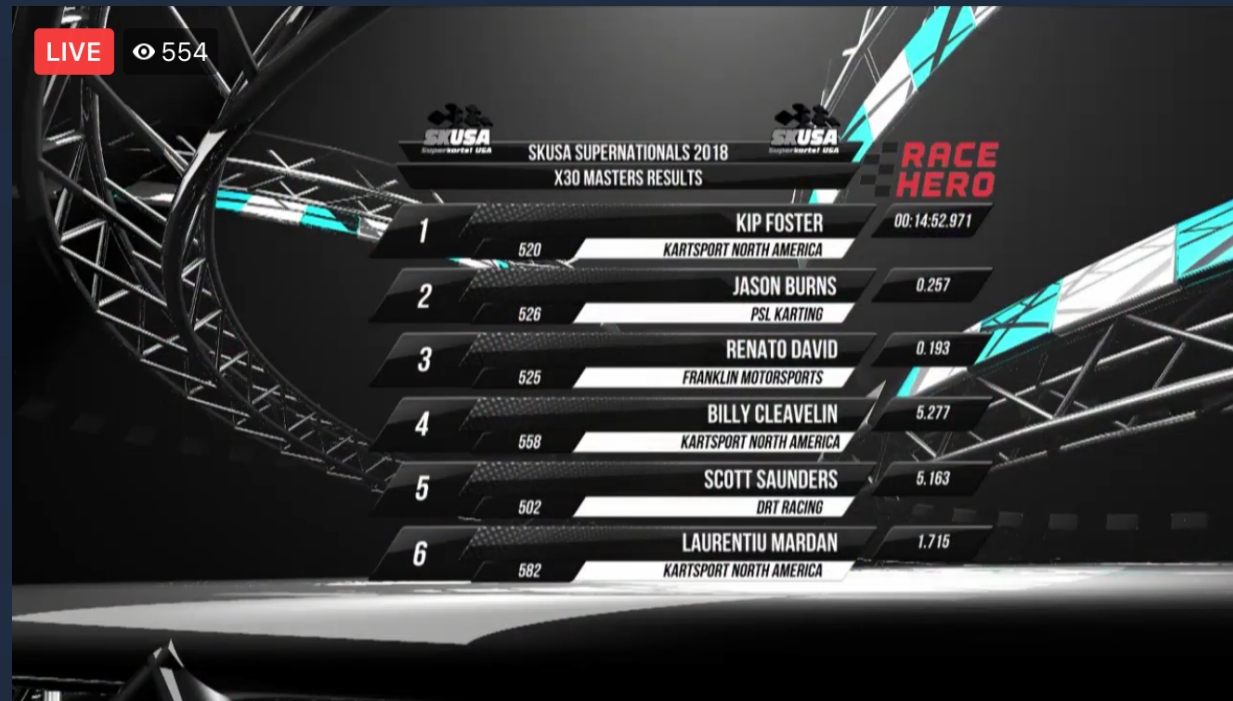 LIVE 554
SKUSA SKUSA
Superkarts! USA Superkarts! USA
SKUSA SUPERNATIONALS 2018
X30 MASTERS RESULTS
RACE
HERO
1 KIP FOSTER 00:14:52.971
520 KARTSPORT NORTH AMERICA
2 JASON BURNS 0.257
526 PSL KARTING
3 RENATO DAVID 0.193
525 FRANKLIN MOTORSPORTS
4 BILLY CLEAVELIN 5.277
558 KARTSPORT NORTH AMERICA
5 SCOTT SAUNDERS 5.163
502 DRT RACING
6 LAURENTIU MARDAN 1.715
582 KARTSPORT NORTH AMERICA